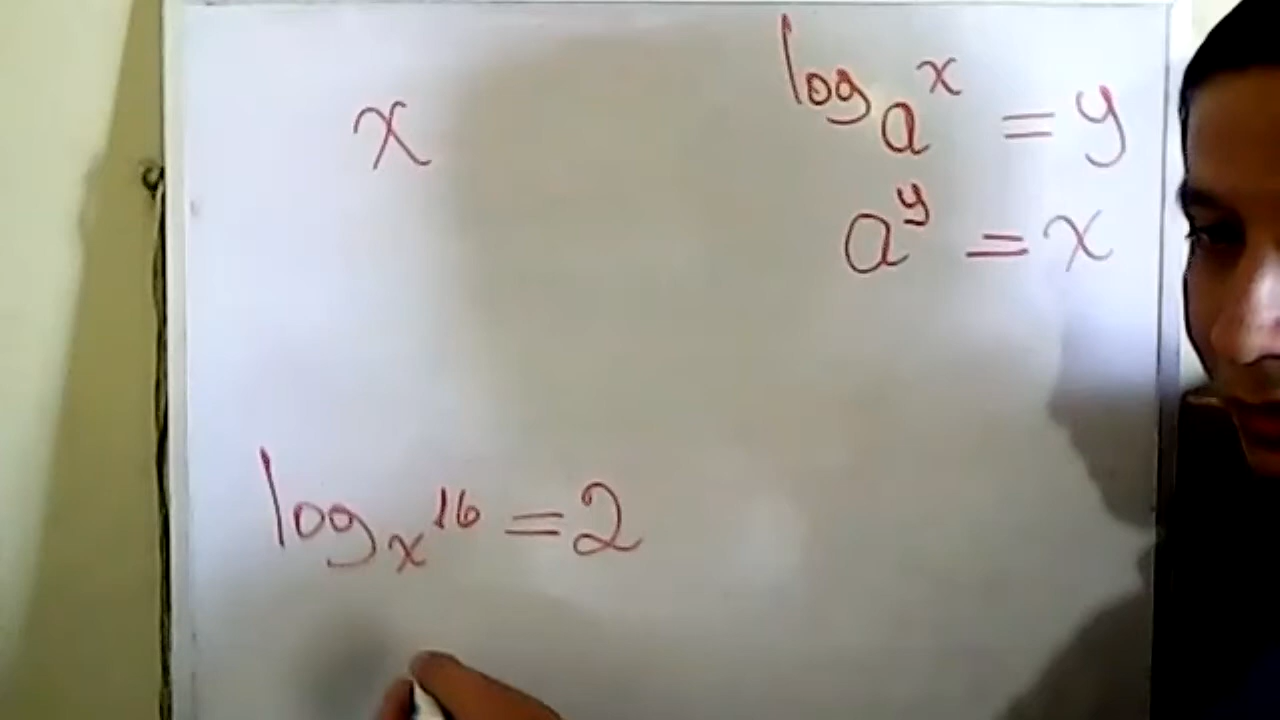 x
log_a^x = y
a^y = x
log_x^16 = 2